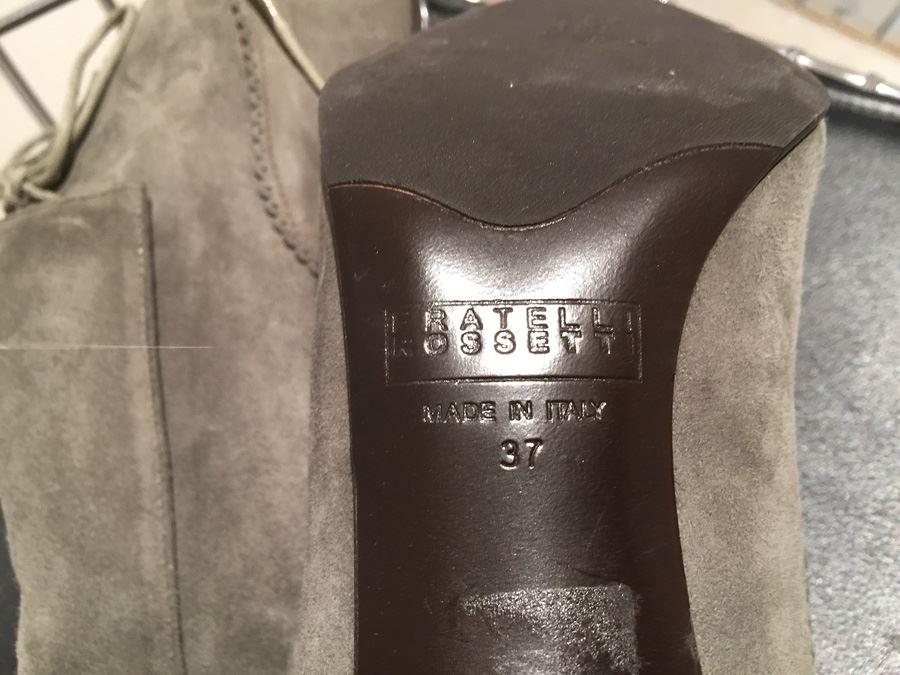 FRATELLI
ROSSETTI
MADE IN ITALY
37